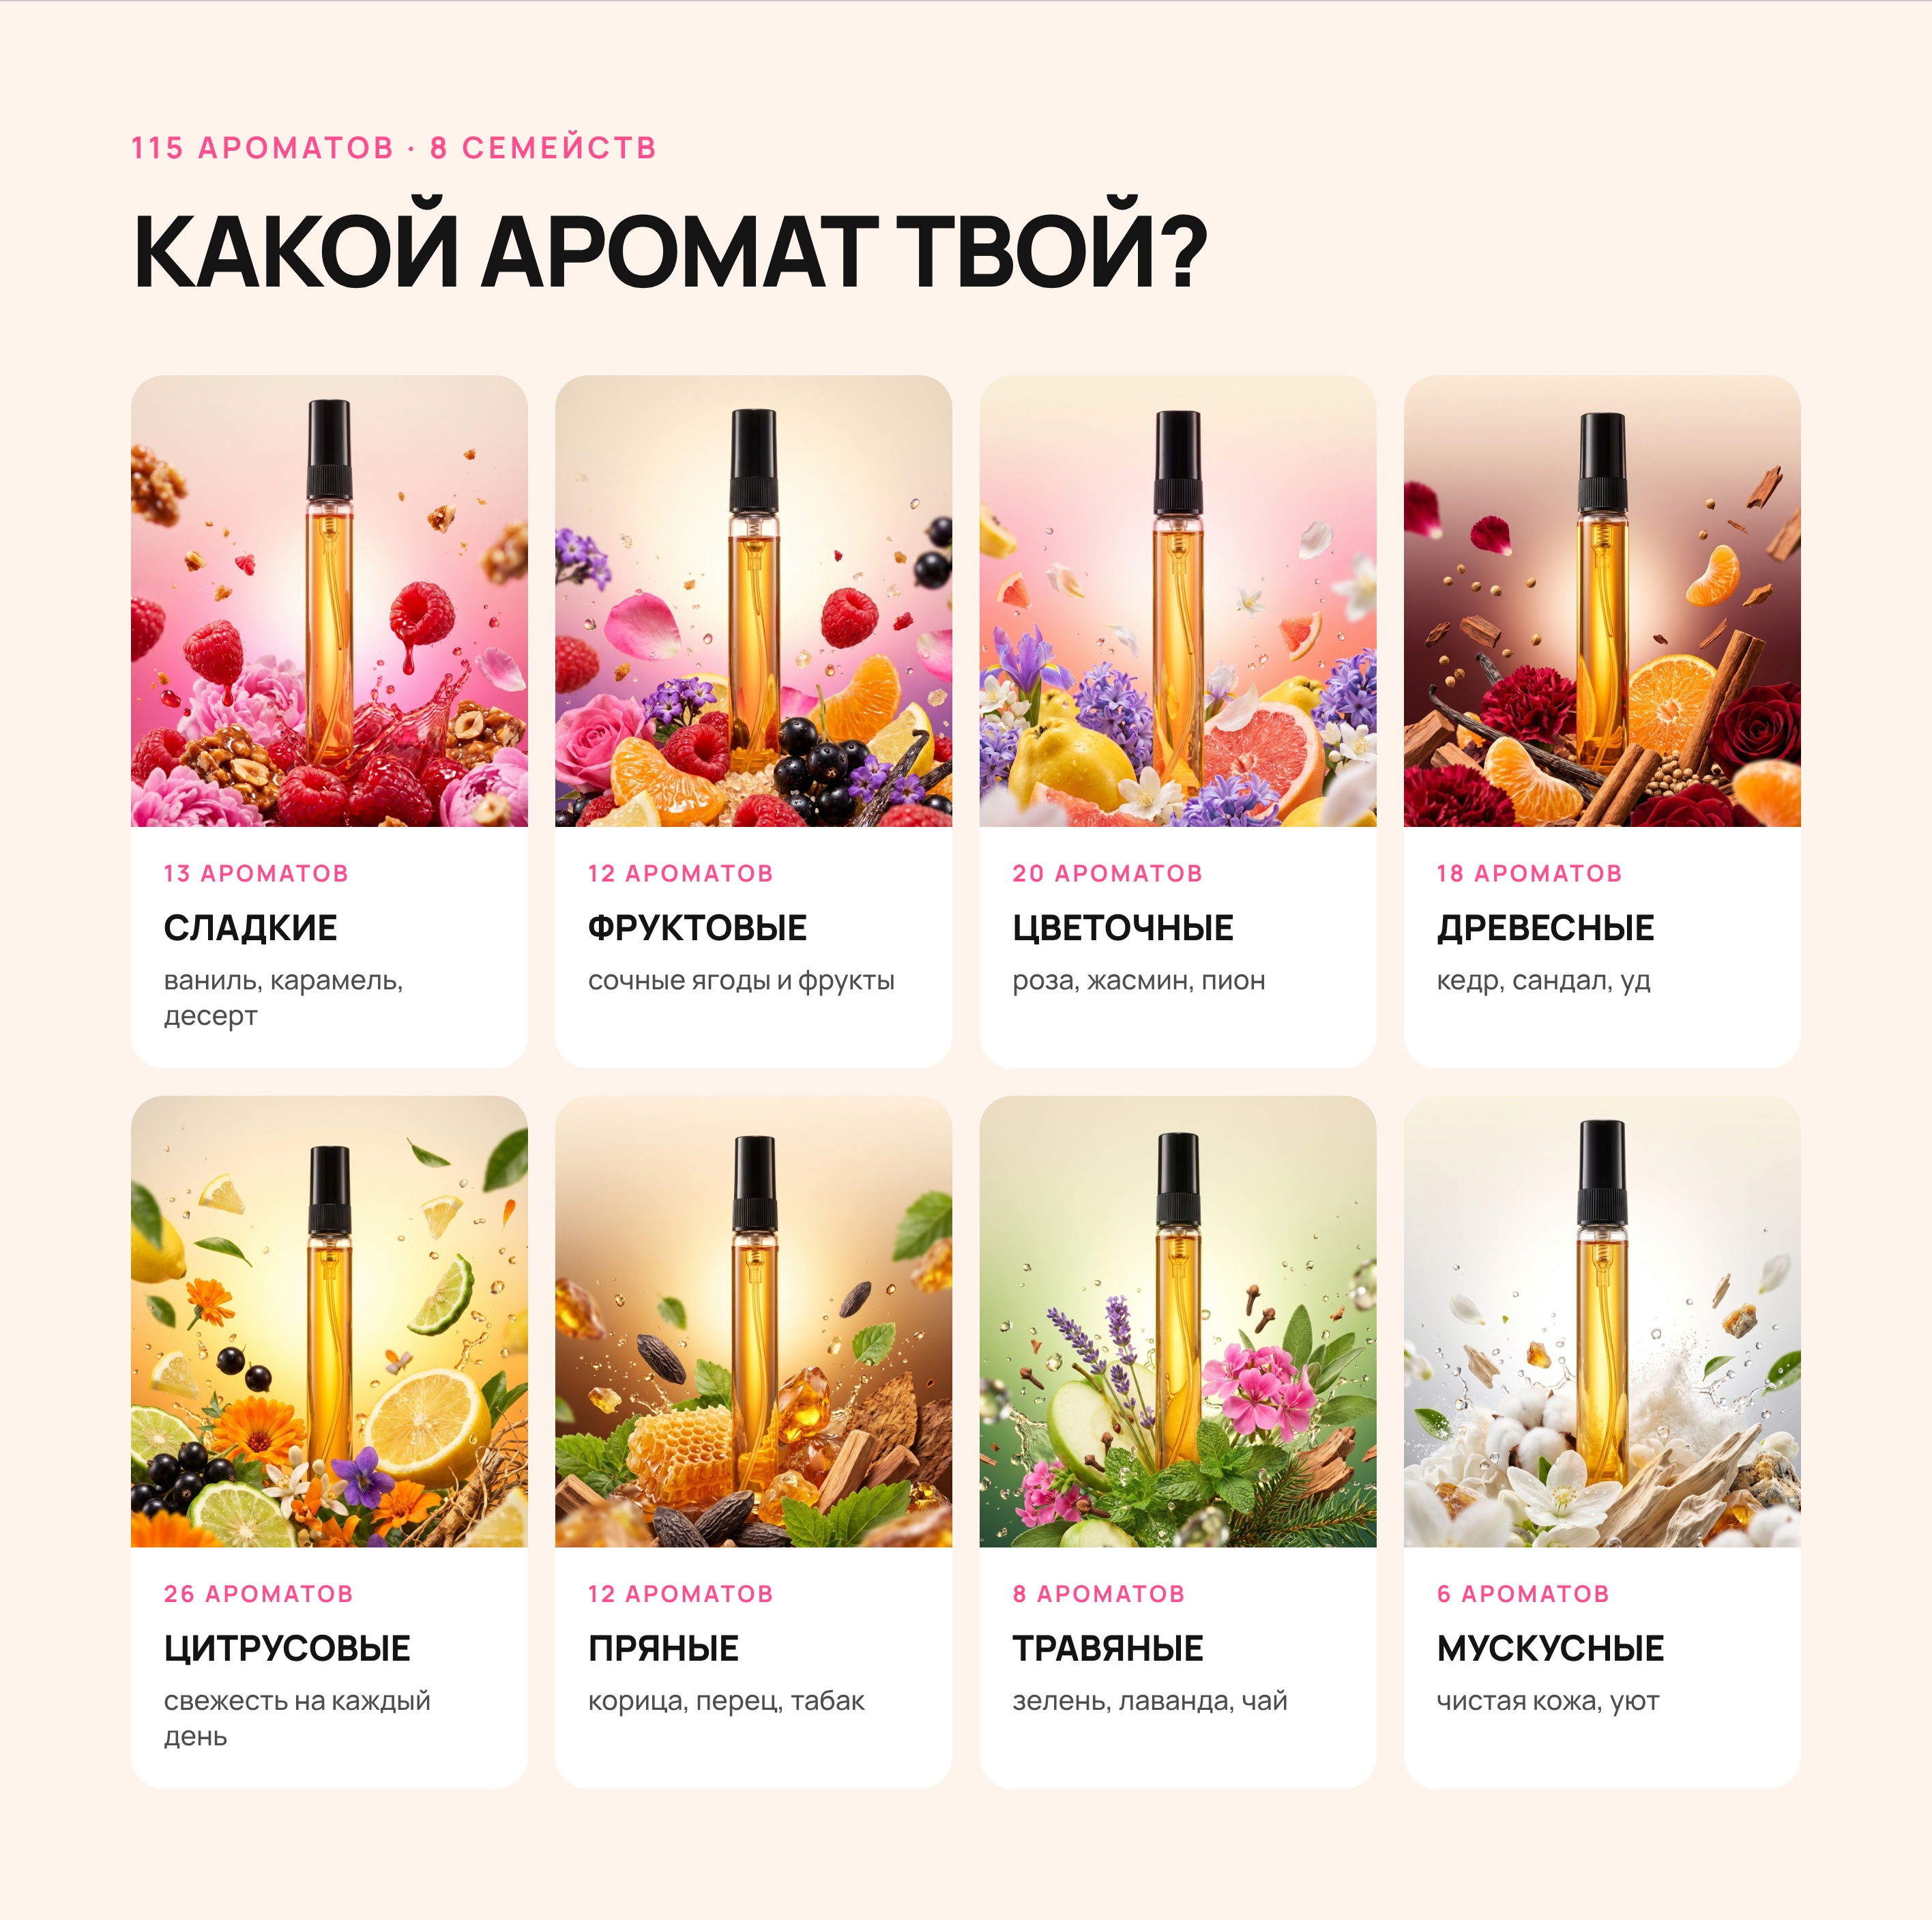 115 АРОМАТОВ · 8 СЕМЕЙСТВ
КАКОЙ АРОМАТ ТВОЙ?
13 АРОМАТОВ
СЛАДКИЕ
ваниль, карамель,
десерт
12 АРОМАТОВ
ФРУКТОВЫЕ
сочные ягоды и фрукты
20 АРОМАТОВ
ЦВЕТОЧНЫЕ
роза, жасмин, пион
18 АРОМАТОВ
ДРЕВЕСНЫЕ
кедр, сандал, уд
26 АРОМАТОВ
ЦИТРУСОВЫЕ
свежесть на каждый
день
12 АРОМАТОВ
ПРЯНЫЕ
корица, перец, табак
8 АРОМАТОВ
ТРАВЯНЫЕ
зелень, лаванда, чай
6 АРОМАТОВ
МУСКУСНЫЕ
чистая кожа, уют